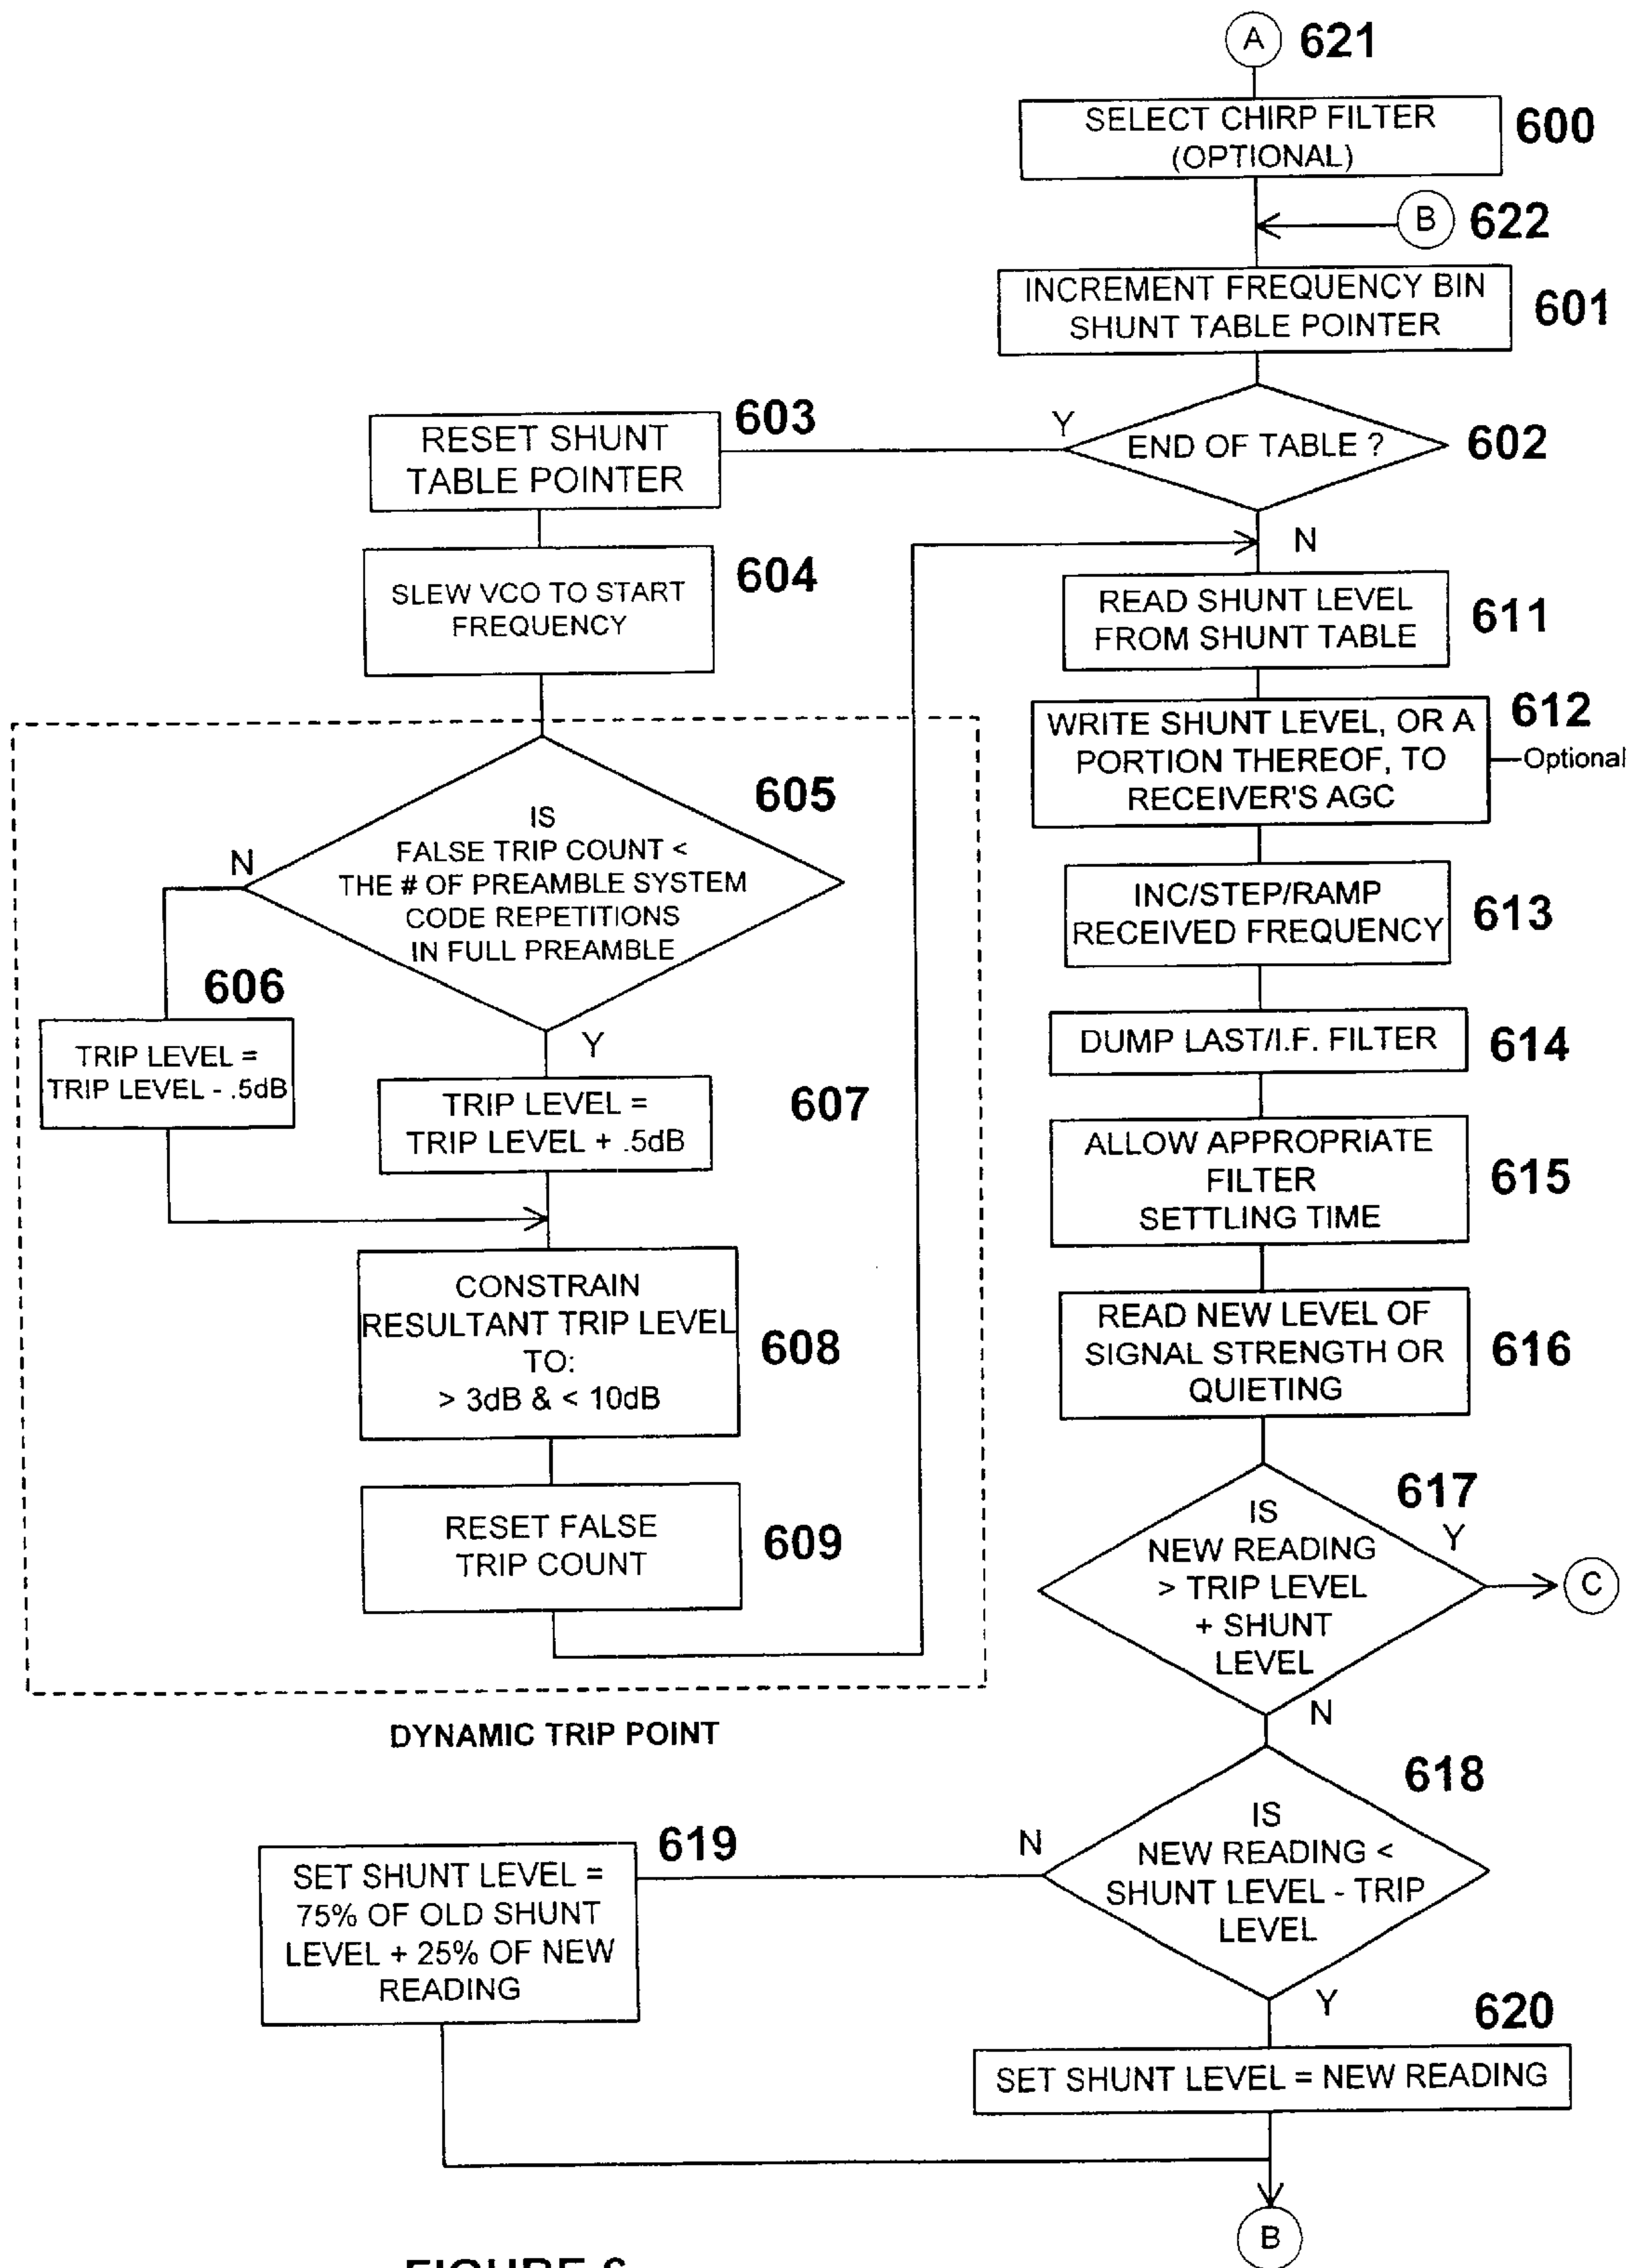 A 621
SELECT CHIRP FILTER
(OPTIONAL)
600
B 622
INCREMENT FREQUENCY BIN
SHUNT TABLE POINTER
601
END OF TABLE ?
602
Y
N
RESET SHUNT
TABLE POINTER
603
SLEW VCO TO START
FREQUENCY
604
IS
FALSE TRIP COUNT <
THE # OF PREAMBLE SYSTEM
CODE REPETITIONS
IN FULL PREAMBLE
605
N
Y
606
TRIP LEVEL =
TRIP LEVEL - .5dB
TRIP LEVEL =
TRIP LEVEL + .5dB
607
CONSTRAIN
RESULTANT TRIP LEVEL
TO:
> 3dB & < 10dB
608
RESET FALSE
TRIP COUNT
609
DYNAMIC TRIP POINT
READ SHUNT LEVEL
FROM SHUNT TABLE
611
WRITE SHUNT LEVEL, OR A
PORTION THEREOF, TO
RECEIVER'S AGC
612
Optional
INC/STEP/RAMP
RECEIVED FREQUENCY
613
DUMP LAST/I.F. FILTER
614
ALLOW APPROPRIATE
FILTER
SETTLING TIME
615
READ NEW LEVEL OF
SIGNAL STRENGTH OR
QUIETING
616
IS
NEW READING
> TRIP LEVEL
+ SHUNT
LEVEL
617
Y
C
N
IS
NEW READING <
SHUNT LEVEL - TRIP
LEVEL
618
N
Y
SET SHUNT LEVEL =
75% OF OLD SHUNT
LEVEL + 25% OF NEW
READING
619
620
SET SHUNT LEVEL = NEW READING
B
FIGURE 6